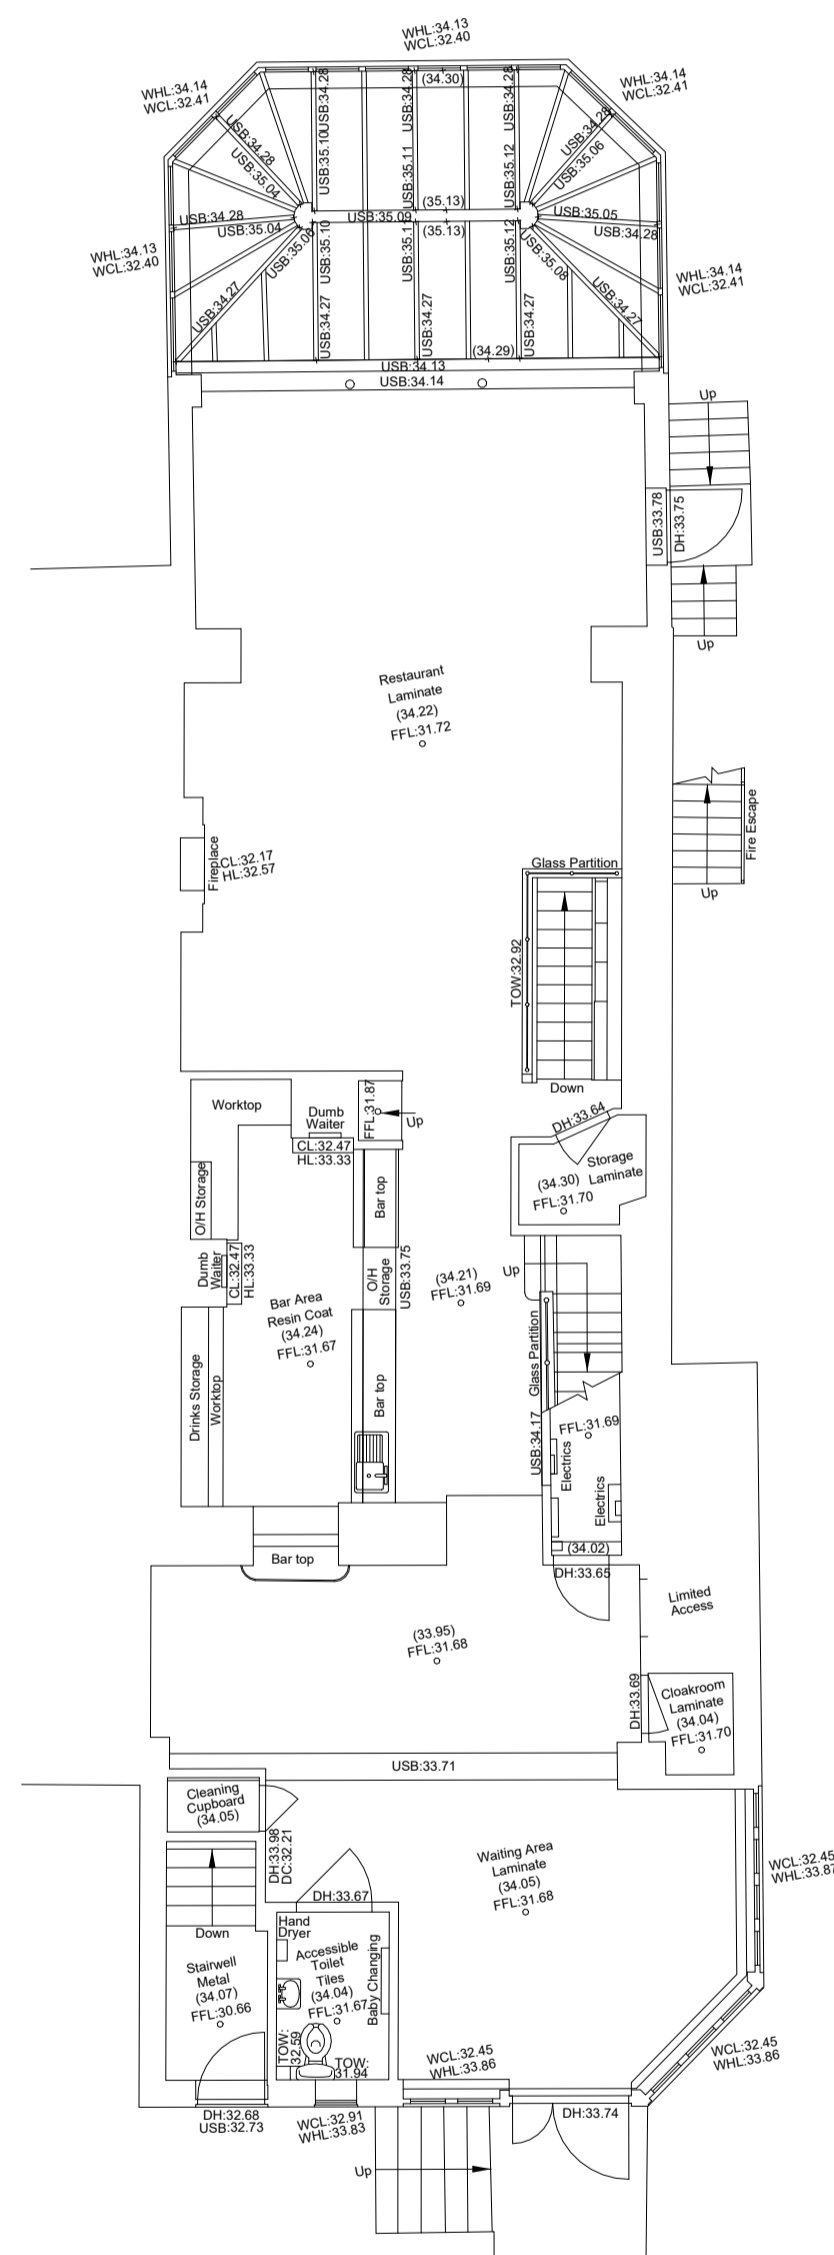 WHL:34.13
WCL:32.40
WHL:34.14
WCL:32.41
WHL:34.14
WCL:32.41
(34.30)
USB:34.28
USB:34.28
USB:34.28
USB:34.28
USB:34.28
USB:35.10
USB:35.11
USB:35.12
USB:35.06
USB:35.04
(35.13)
USB:34.28
USB:35.09
USB:35.05
USB:35.04
(35.13)
USB:34.28
USB:35.10
USB:35.12
USB:35.08
WHL:34.13
WCL:32.40
WHL:34.14
WCL:32.41
USB:34.27
USB:34.27
USB:34.27
USB:34.27
USB:34.27
(34.29)
USB:34.13
USB:34.14
Up
USB:33.78
DH:33.75
Up
Restaurant
Laminate
(34.22)
FFL:31.72
Fire Escape
Up
Fireplace
CL:32.17
HL:32.57
Glass Partition
TOW:32.92
Down
Worktop
Dumb
Waiter
CL:32.47
HL:33.33
FFL:31.87
Up
DH:33.64
Storage
Laminate
(34.30)
FFL:31.70
O/H Storage
Bar top
Dumb
Waiter
CL:32.47
HL:33.33
O/H
Storage
USB:33.75
Up
(34.21)
FFL:31.69
Bar Area
Resin Coat
(34.24)
FFL:31.67
Glass Partition
Drinks Storage
Worktop
Bar top
USB:34.17
FFL:31.69
Electrics
Electrics
Bar top
(34.02)
DH:33.65
Limited
Access
(33.95)
FFL:31.68
DH:33.69
Cloakroom
Laminate
(34.04)
FFL:31.70
USB:33.71
Cleaning
Cupboard
(34.05)
DH:33.98
DC:32.21
Waiting Area
Laminate
(34.05)
FFL:31.68
WCL:32.45
WHL:33.87
DH:33.67
Down
Hand
Dryer
Stairwell
Metal
(34.07)
FFL:30.66
Accessible
Toilet
Tiles
(34.04)
FFL:31.67
Baby Changing
TOW:
32.59
TOW:
31.94
WCL:32.45
WHL:33.86
WCL:32.45
WHL:33.86
DH:32.68
USB:32.73
WCL:32.91
WHL:33.83
DH:33.74
Up